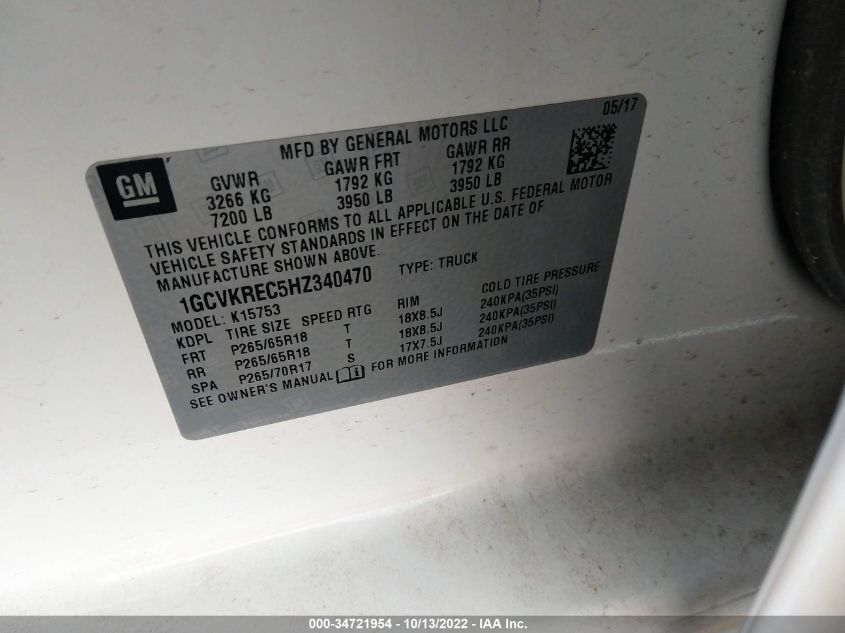 05/17
MFD BY GENERAL MOTORS LLC
GM
GVWR GAWR FRT GAWR RR
3266 KG 1792 KG 1792 KG
7200 LB 3950 LB 3950 LB
THIS VEHICLE CONFORMS TO ALL APPLICABLE U.S. FEDERAL MOTOR
VEHICLE SAFETY STANDARDS IN EFFECT ON THE DATE OF
MANUFACTURE SHOWN ABOVE.
1GCVKREC5HZ340470 TYPE: TRUCK
MODEL: K15753
KDPL TIRE SIZE SPEED RTG RIM COLD TIRE PRESSURE
FRT P265/65R18 T 18X8.5J 240KPA(35PSI)
RR P265/65R18 T 18X8.5J 240KPA(35PSI)
SPA P265/70R17 S 17X7.5J 240KPA(35PSI)
SEE OWNER'S MANUAL FOR MORE INFORMATION
000-34721954 - 10/13/2022 - IAA Inc.